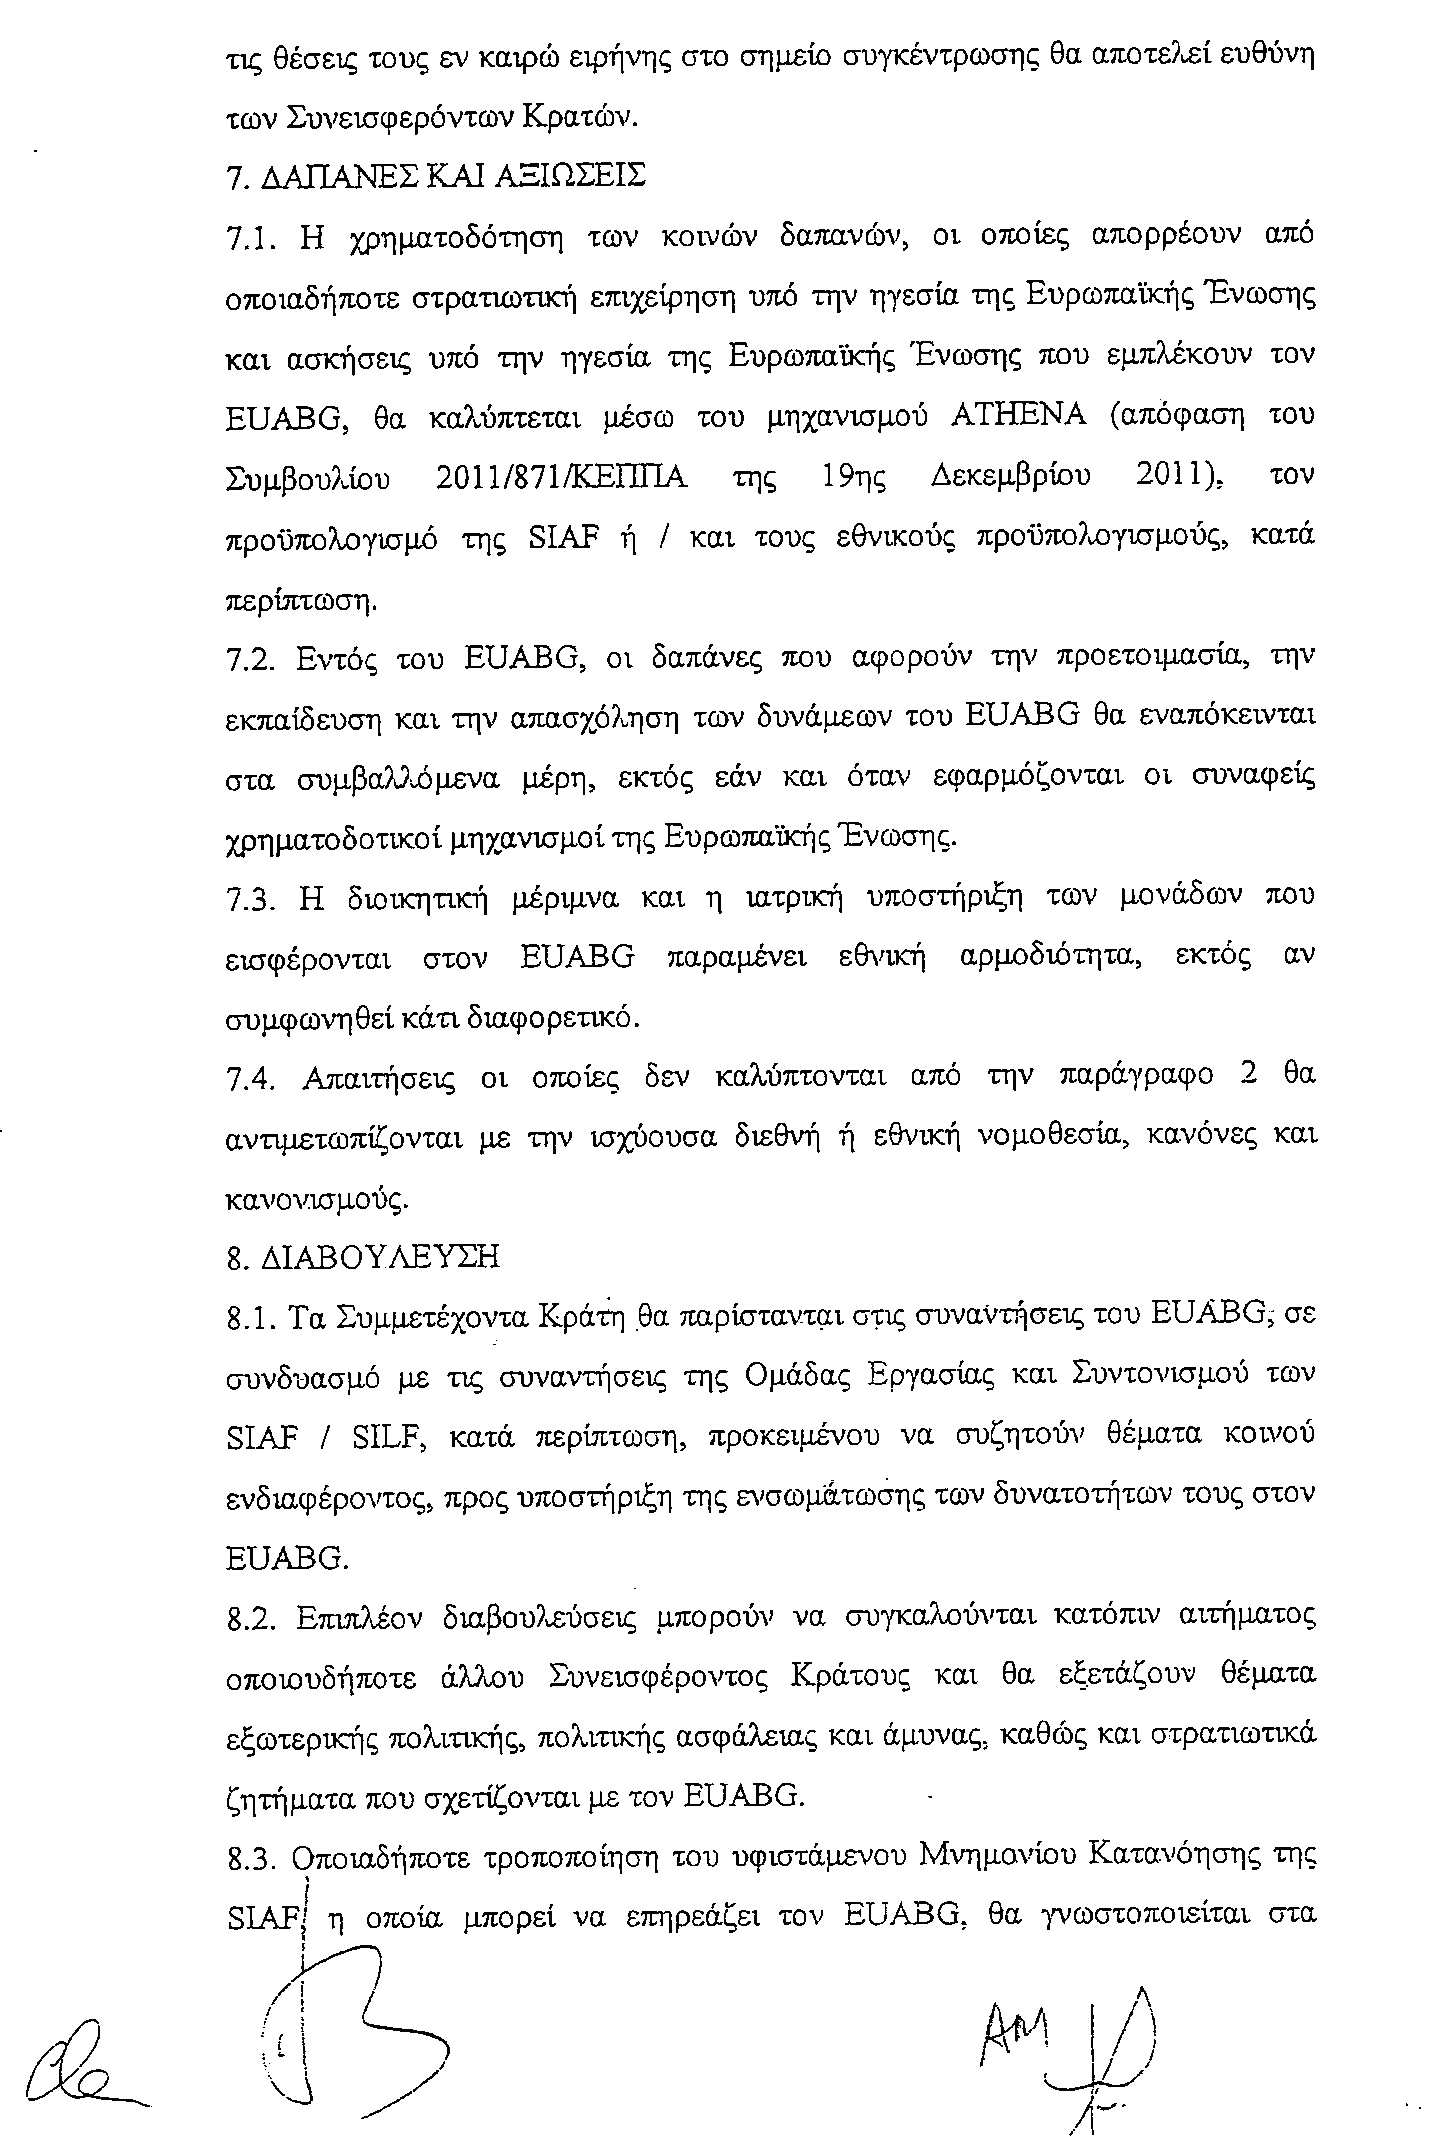 τις θέσεις τους εν καιρώ ειρήνης στο σημείο συγκέντρωσης θα αποτελεί ευθύνη
των Συνεισφερόντων Κρατών.
7. ΔΑΠΑΝΕΣ ΚΑΙ ΑΞΙΩΣΕΙΣ
7.1. Η χρηματοδότηση των κοινών δαπανών, οι οποίες απορρέουν από
οποιαδήποτε στρατιωτική επιχείρηση υπό την ηγεσία της Ευρωπαϊκής Ένωσης
και ασκήσεις υπό την ηγεσία της Ευρωπαϊκής Ένωσης που εμπλέκουν τον
EUABG, θα καλύπτεται μέσω του μηχανισμού ATHENA (απόφαση του
Συμβουλίου 2011/871/ΚΕΠΠΑ της 19ης Δεκεμβρίου 2011), τον
προϋπολογισμό της SIAF ή / και τους εθνικούς προϋπολογισμούς, κατά
περίπτωση.
7.2. Εντός του EUABG, οι δαπάνες που αφορούν την προετοιμασία, την
εκπαίδευση και την απασχόληση των δυνάμεων του EUABG θα εναπόκεινται
στα συμβαλλόμενα μέρη, εκτός εάν και όταν εφαρμόζονται οι συναφείς
χρηματοδοτικοί μηχανισμοί της Ευρωπαϊκής Ένωσης.
7.3. Η διοικητική μέριμνα και η ιατρική υποστήριξη των μονάδων που
εισφέρονται στον EUABG παραμένει εθνική αρμοδιότητα, εκτός αν
συμφωνηθεί κάτι διαφορετικό.
7.4. Απαιτήσεις οι οποίες δεν καλύπτονται από την παράγραφο 2 θα
αντιμετωπίζονται με την ισχύουσα διεθνή ή εθνική νομοθεσία, κανόνες και
κανονισμούς.
8. ΔΙΑΒΟΥΛΕΥΣΗ
8.1. Τα Συμμετέχοντα Κράτη θα παρίστανται στις συναντήσεις του EUABG, σε
συνδυασμό με τις συναντήσεις της Ομάδας Εργασίας και Συντονισμού των
SIAF / SILF, κατά περίπτωση, προκειμένου να συζητούν θέματα κοινού
ενδιαφέροντος, προς υποστήριξη της ενσωμάτωσης των δυνατοτήτων τους στον
EUABG.
8.2. Επιπλέον διαβουλεύσεις μπορούν να συγκαλούνται κατόπιν αιτήματος
οποιουδήποτε άλλου Συνεισφέροντος Κράτους και θα εξετάζουν θέματα
εξωτερικής πολιτικής, πολιτικής ασφάλειας και άμυνας, καθώς και στρατιωτικά
ζητήματα που σχετίζονται με τον EUABG.
8.3. Οποιαδήποτε τροποποίηση του υφιστάμενου Μνημονίου Κατανόησης της
SIAF, η οποία μπορεί να επηρεάζει τον EUABG, θα γνωστοποιείται στα
AM